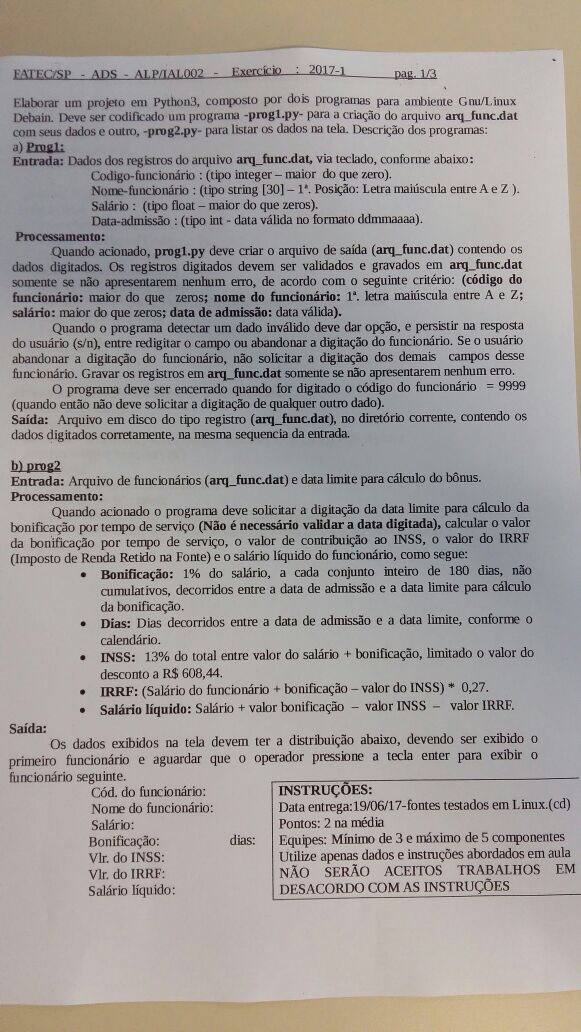 FATEC/SP - ADS - ALP/IAL002 - Exercício : 2017-1 pag. 1/3
Elaborar um projeto em Python3, composto por dois programas para ambiente Gnu/Linux
Debain. Deve ser codificado um programa -prog1.py- para a criação do arquivo arq_func.dat
com seus dados e outro, -prog2.py- para listar os dados na tela. Descrição dos programas:
a) Prog1:
Entrada: Dados dos registros do arquivo arq_func.dat, via teclado, conforme abaixo:
Codigo-funcionário : (tipo integer – maior do que zero).
Nome-funcionário : (tipo string [30] – 1ª. Posição: Letra maiúscula entre A e Z ).
Salário : (tipo float – maior do que zeros).
Data-admissão : (tipo int - data válida no formato ddmmaaaa).
Processamento:
Quando acionado, prog1.py deve criar o arquivo de saída (arq_func.dat) contendo os
dados digitados. Os registros digitados devem ser validados e gravados em arq_func.dat
somente se não apresentarem nenhum erro, de acordo com o seguinte critério: (código do
funcionário: maior do que zeros; nome do funcionário: 1ª. letra maiúscula entre A e Z;
salário: maior do que zeros; data de admissão: data válida).
Quando o programa detectar um dado inválido deve dar opção, e persistir na resposta
do usuário (s/n), entre redigitar o campo ou abandonar a digitação do funcionário. Se o usuário
abandonar a digitação do funcionário, não solicitar a digitação dos demais campos desse
funcionário. Gravar os registros em arq_func.dat somente se não apresentarem nenhum erro.
O programa deve ser encerrado quando for digitado o código do funcionário = 9999
(quando então não deve solicitar a digitação de qualquer outro dado).
Saída: Arquivo em disco do tipo registro (arq_func.dat), no diretório corrente, contendo os
dados digitados corretamente, na mesma sequencia da entrada.
b) prog2
Entrada: Arquivo de funcionários (arq_func.dat) e data limite para cálculo do bônus.
Processamento:
Quando acionado o programa deve solicitar a digitação da data limite para cálculo da
bonificação por tempo de serviço (Não é necessário validar a data digitada), calcular o valor
da bonificação por tempo de serviço, o valor de contribuição ao INSS, o valor do IRRF
(Imposto de Renda Retido na Fonte) e o salário líquido do funcionário, como segue:
• Bonificação: 1% do salário, a cada conjunto inteiro de 180 dias, não
cumulativos, decorridos entre a data de admissão e a data limite para cálculo
da bonificação.
• Dias: Dias decorridos entre a data de admissão e a data limite, conforme o
calendário.
• INSS: 13% do total entre valor do salário + bonificação, limitado o valor do
desconto a R$ 608,44.
• IRRF: (Salário do funcionário + bonificação – valor do INSS) * 0,27.
• Salário líquido: Salário + valor bonificação – valor INSS – valor IRRF.
Saída:
Os dados exibidos na tela devem ter a distribuição abaixo, devendo ser exibido o
primeiro funcionário e aguardar que o operador pressione a tecla enter para exibir o
funcionário seguinte.
Cód. do funcionário:
Nome do funcionário:
Salário:
Bonificação: dias:
Vlr. do INSS:
Vlr. do IRRF:
Salário líquido:
INSTRUÇÕES:
Data entrega:19/06/17-fontes testados em Linux.(cd)
Pontos: 2 na média
Equipes: Mínimo de 3 e máximo de 5 componentes
Utilize apenas dados e instruções abordados em aula
NÃO SERÃO ACEITOS TRABALHOS EM
DESACORDO COM AS INSTRUÇÕES